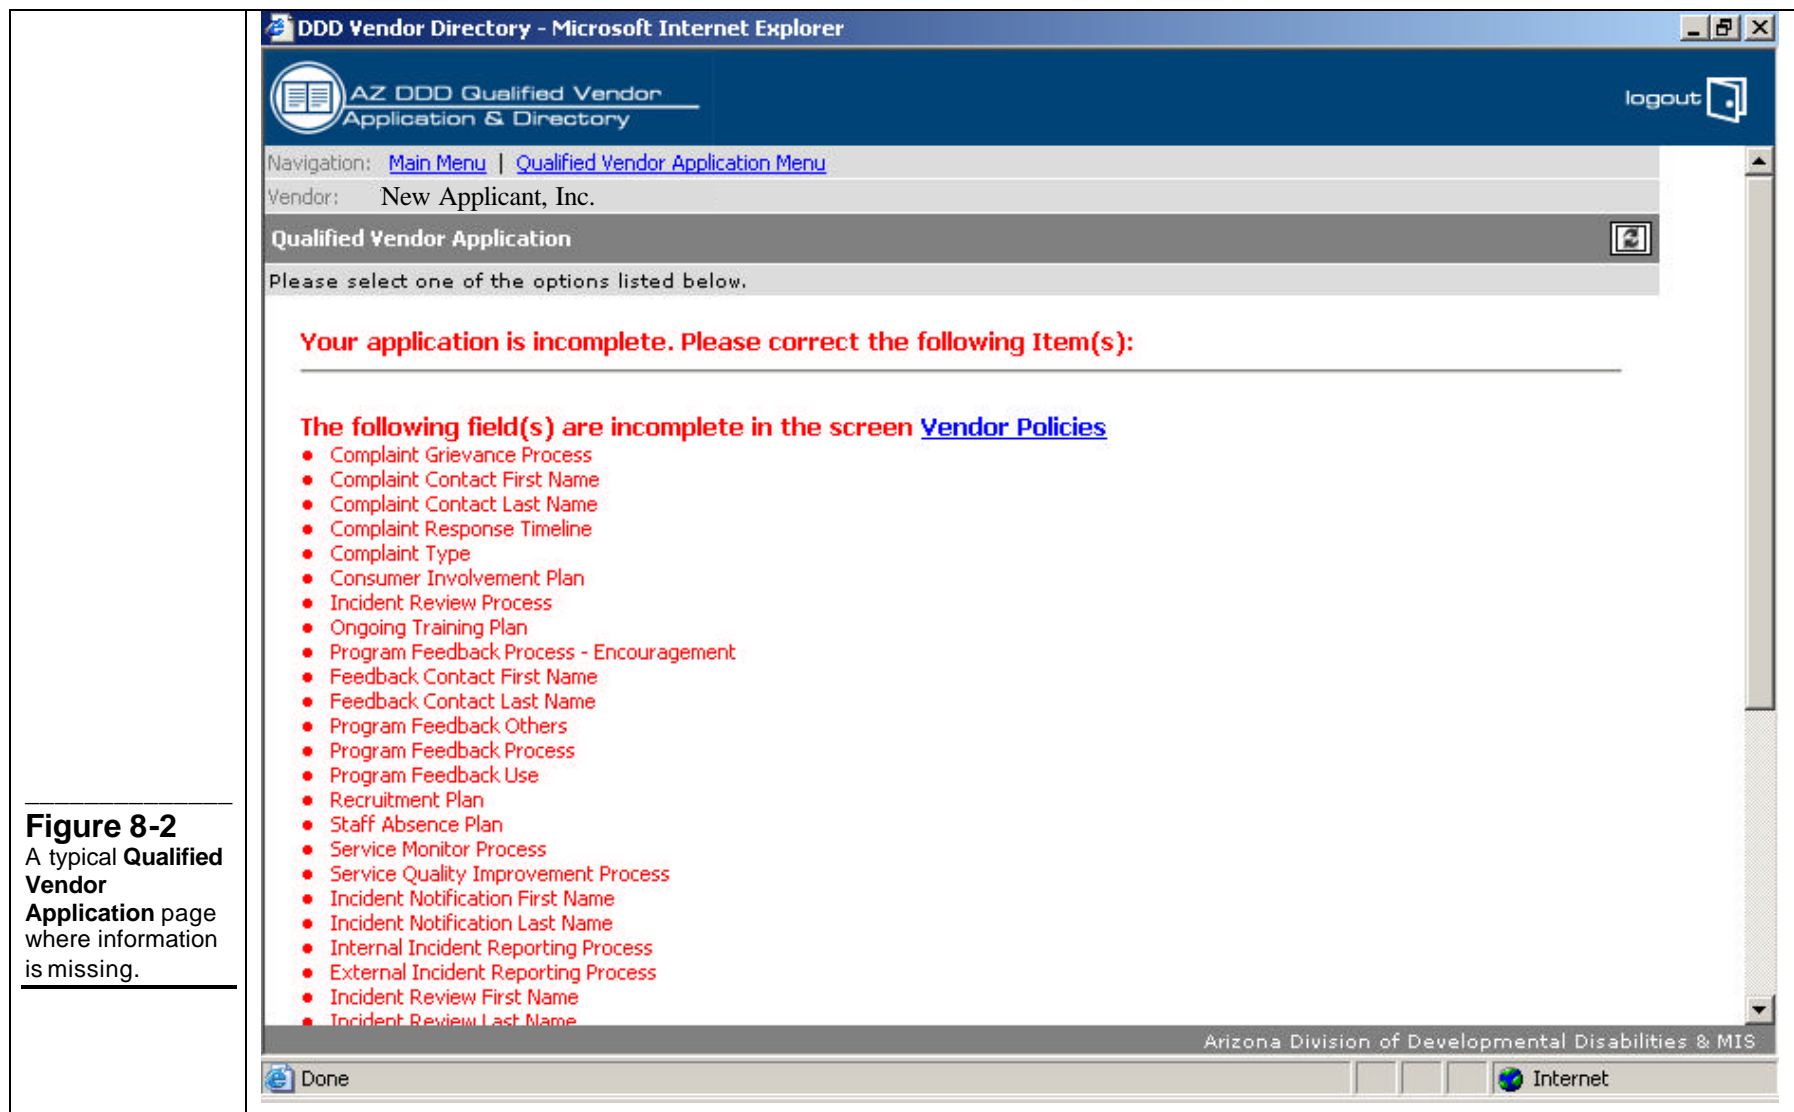 DDD Vendor Directory - Microsoft Internet Explorer
AZ DDD Qualified Vendor
Application & Directory
logout
Navigation: Main Menu | Qualified Vendor Application Menu
Vendor: New Applicant, Inc.
Qualified Vendor Application
Please select one of the options listed below.
Your application is incomplete. Please correct the following Item(s):
The following field(s) are incomplete in the screen Vendor Policies
• Complaint Grievance Process
• Complaint Contact First Name
• Complaint Contact Last Name
• Complaint Response Timeline
• Complaint Type
• Consumer Involvement Plan
• Incident Review Process
• Ongoing Training Plan
• Program Feedback Process - Encouragement
• Feedback Contact First Name
• Feedback Contact Last Name
• Program Feedback Others
• Program Feedback Process
• Program Feedback Use
• Recruitment Plan
• Staff Absence Plan
• Service Monitor Process
• Service Quality Improvement Process
• Incident Notification First Name
• Incident Notification Last Name
• Internal Incident Reporting Process
• External Incident Reporting Process
• Incident Review First Name
• Incident Review Last Name
Arizona Division of Developmental Disabilities & MIS
Done
Internet
Figure 8-2
A typical Qualified
Vendor
Application page
where information
is missing.